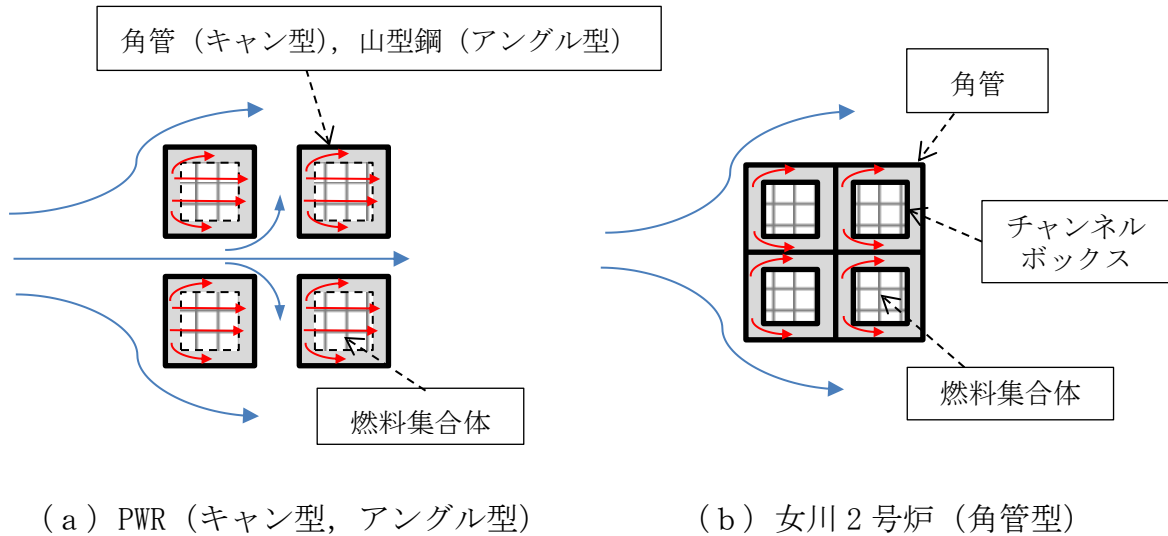 角管（キャン型），山型鋼（アングル型）
角管
チャンネル
ボックス
燃料集合体
燃料集合体
（a）PWR（キャン型，アングル型）
（b）女川２号炉（角管型）